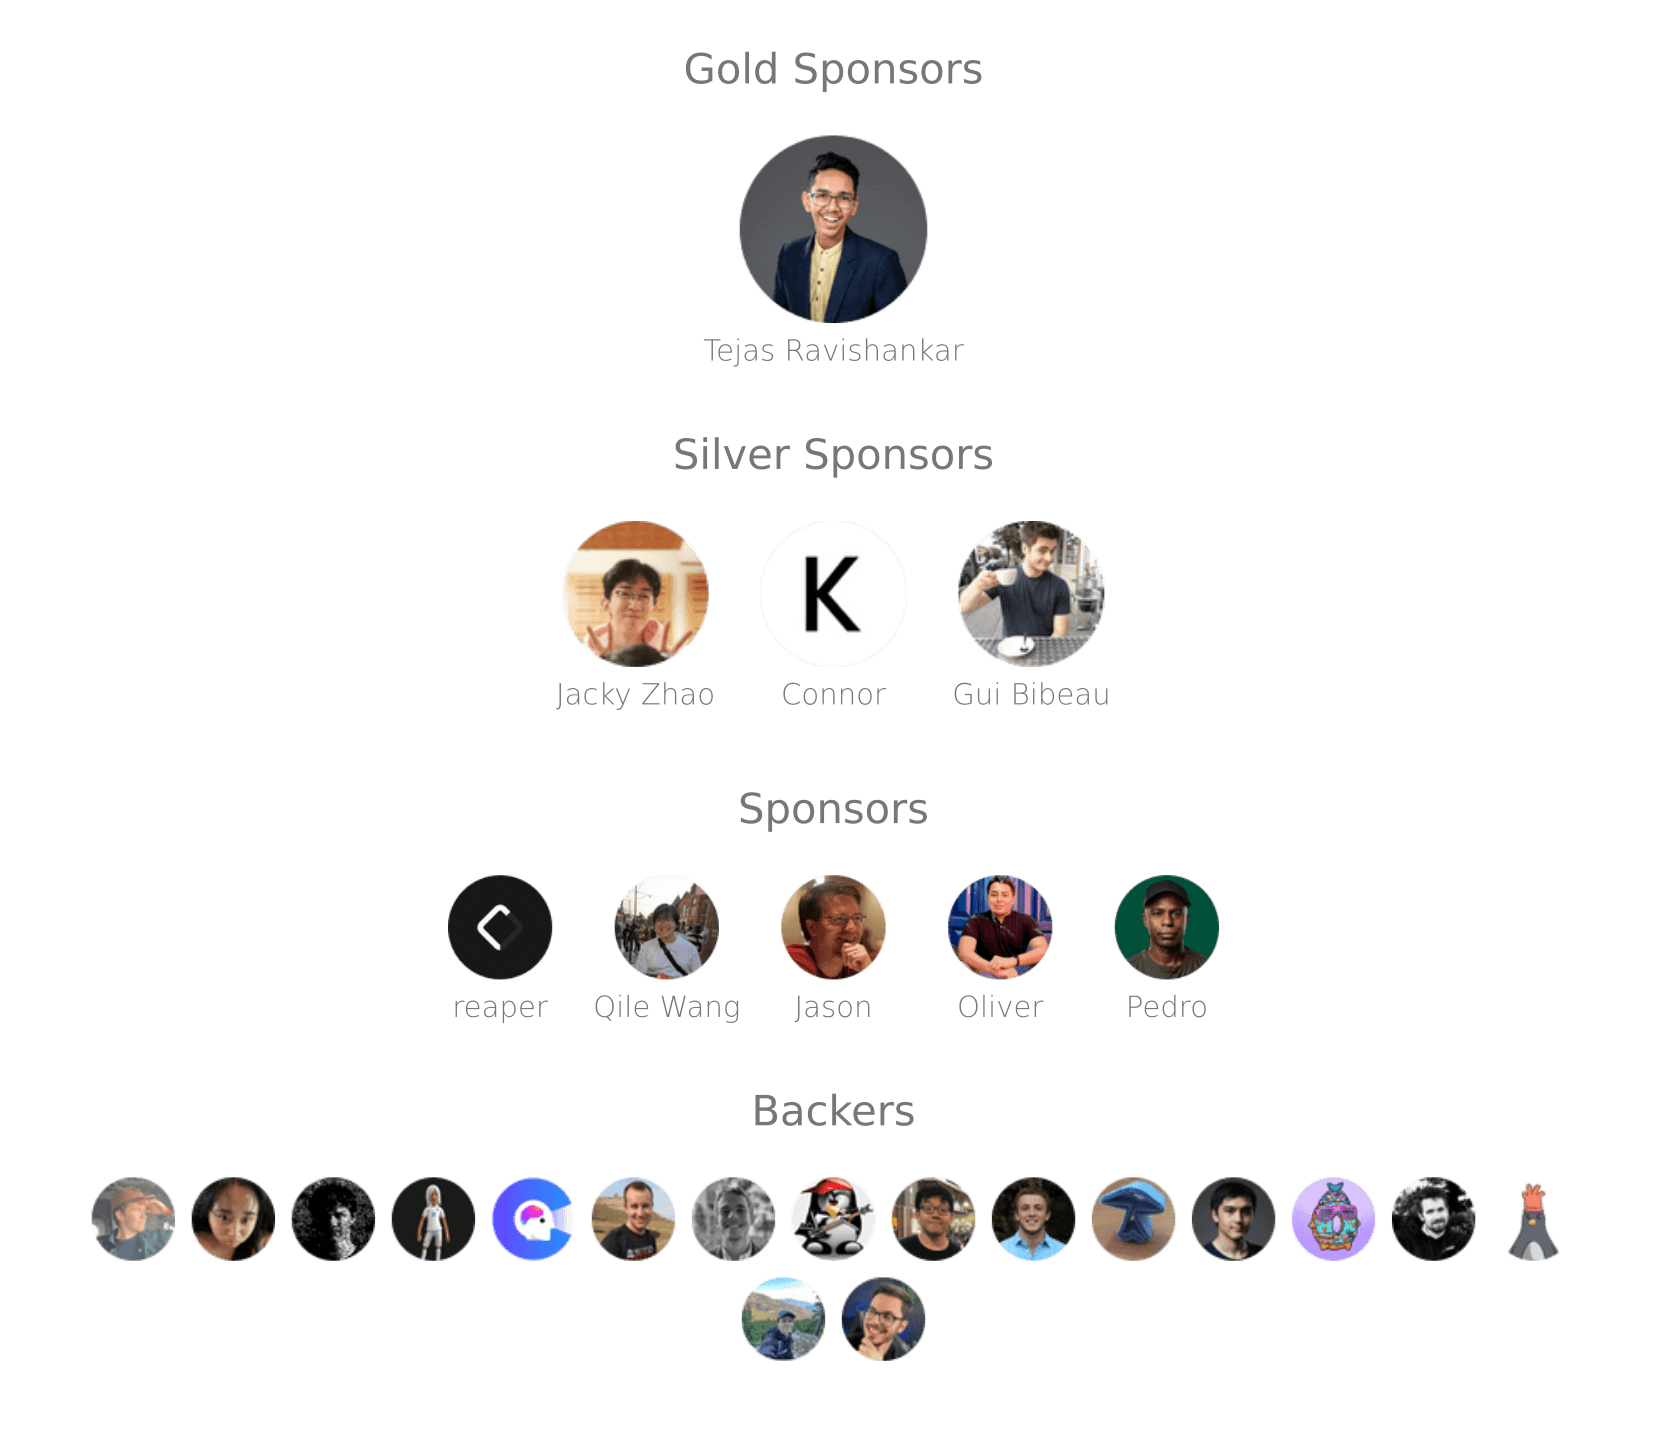 Gold Sponsors
Tejas Ravishankar
Silver Sponsors
K
Jacky Zhao Connor Gui Bibeau
Sponsors
reaper Qile Wang Jason Oliver Pedro
Backers